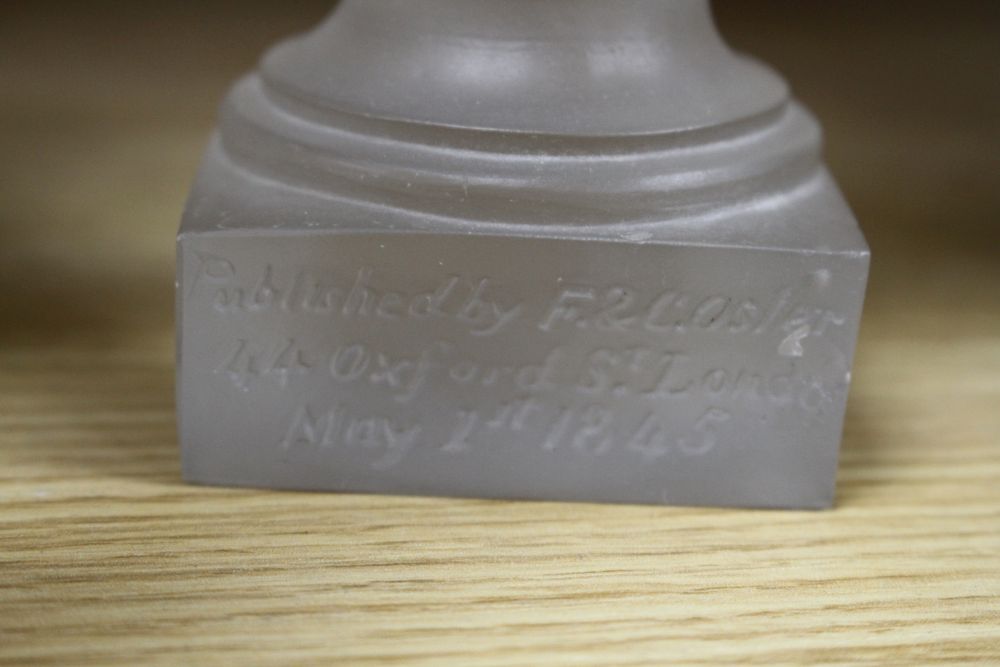 Published by F. & C. Osler
44 Oxford St. London
May 1st 1845